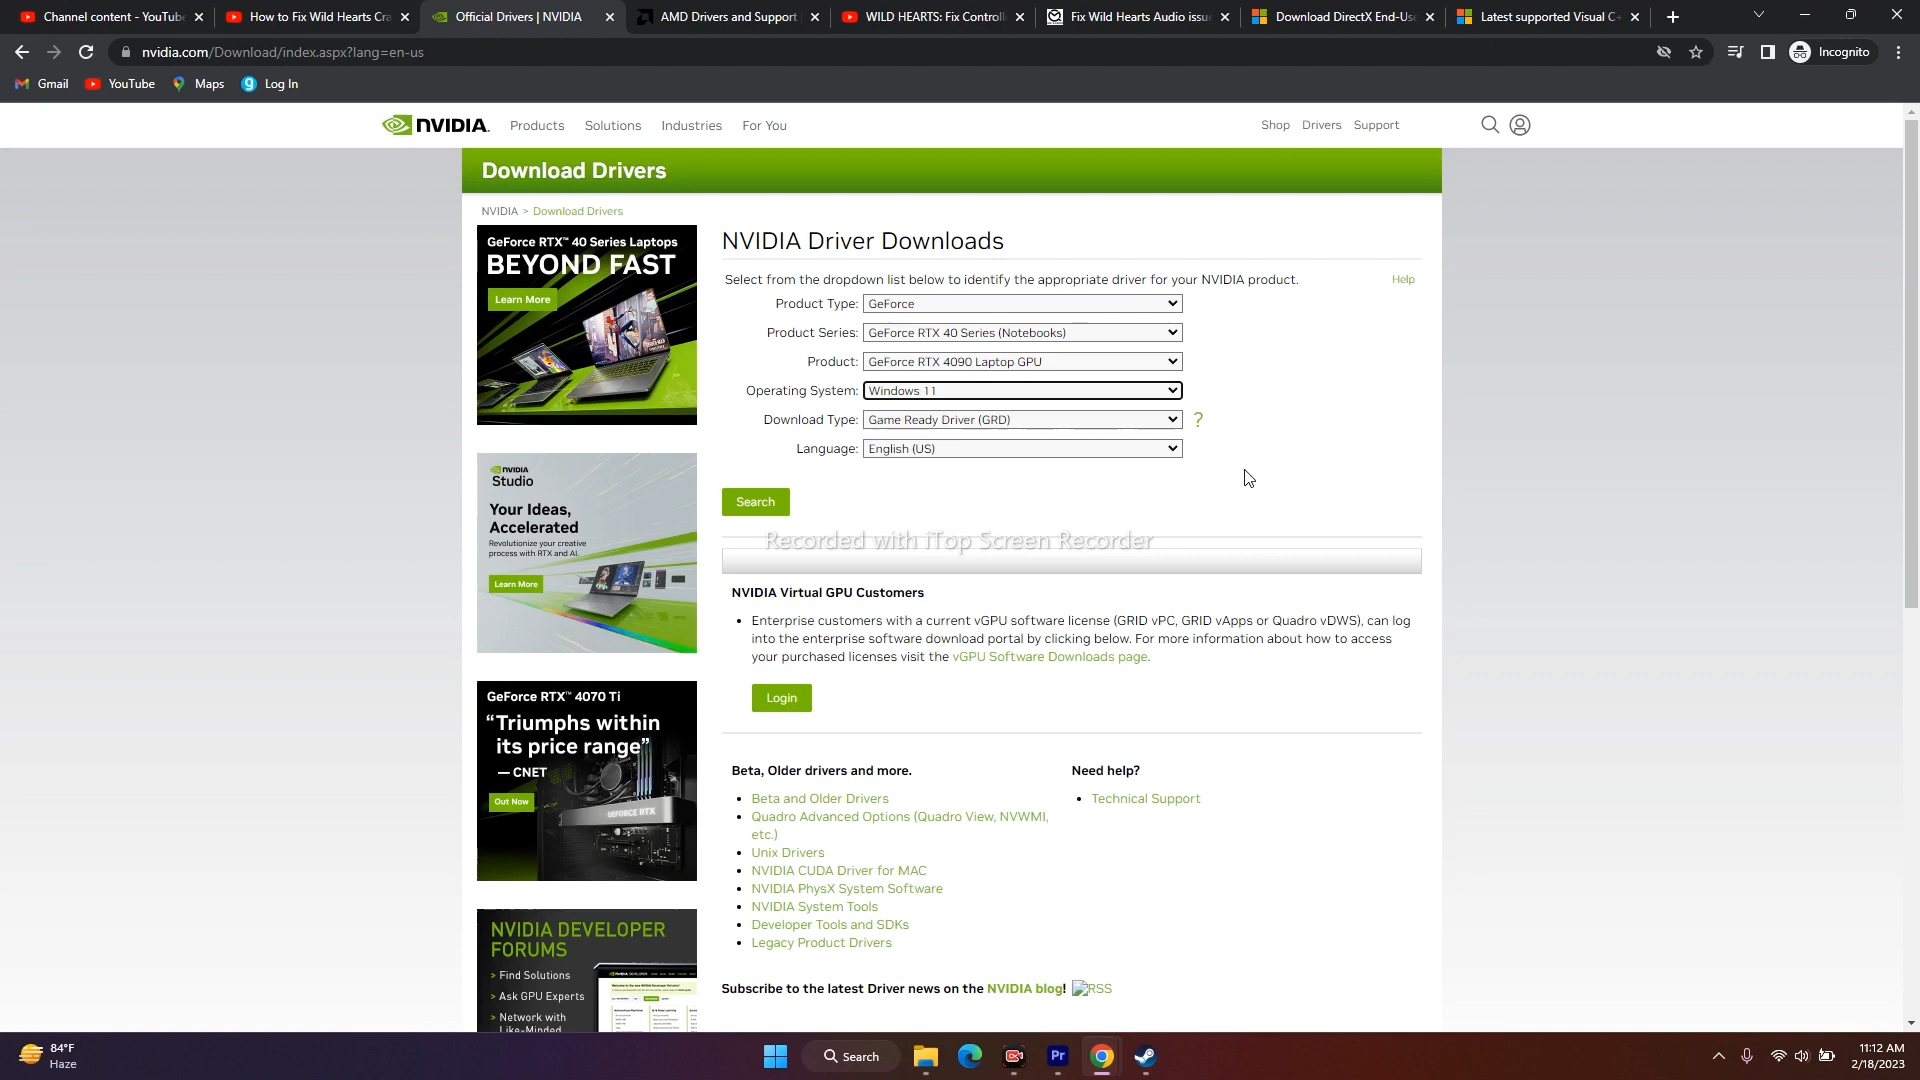 Channel content - YouTube
How to Fix Wild Hearts Cra
Official Drivers | NVIDIA
AMD Drivers and Support
WILD HEARTS: Fix Controll
Fix Wild Hearts Audio issu
Download DirectX End-Us
Latest supported Visual C+
nvidia.com/Download/index.aspx?lang=en-us
Incognito
Gmail
YouTube
Maps
Log In
NVIDIA.
Products
Solutions
Industries
For You
Shop
Drivers
Support
Download Drivers
NVIDIA > Download Drivers
GeForce RTX™ 40 Series Laptops
BEYOND FAST
Learn More
NVIDIA
Studio
Your Ideas,
Accelerated
Revolutionize your creative
process with RTX and AI.
Learn More
GeForce RTX™ 4070 Ti
“Triumphs within
its price range”
— CNET
Out Now
GEFORCE RTX
NVIDIA DEVELOPER
FORUMS
> Find Solutions
> Ask GPU Experts
> Network with
Like-Minded
NVIDIA Driver Downloads
Select from the dropdown list below to identify the appropriate driver for your NVIDIA product.
Help
Product Type: GeForce
Product Series: GeForce RTX 40 Series (Notebooks)
Product: GeForce RTX 4090 Laptop GPU
Operating System: Windows 11
Download Type: Game Ready Driver (GRD) ?
Language: English (US)
Search
Recorded with iTop Screen Recorder
NVIDIA Virtual GPU Customers
• Enterprise customers with a current vGPU software license (GRID vPC, GRID vApps or Quadro vDWS), can log
into the enterprise software download portal by clicking below. For more information about how to access
your purchased licenses visit the vGPU Software Downloads page.
Login
Beta, Older drivers and more.
• Beta and Older Drivers
• Quadro Advanced Options (Quadro View, NVWMI,
etc.)
• Unix Drivers
• NVIDIA CUDA Driver for MAC
• NVIDIA PhysX System Software
• NVIDIA System Tools
• Developer Tools and SDKs
• Legacy Product Drivers
Need help?
• Technical Support
Subscribe to the latest Driver news on the NVIDIA blog! RSS
84°F
Haze
Search
Pr
11:12 AM
2/18/2023